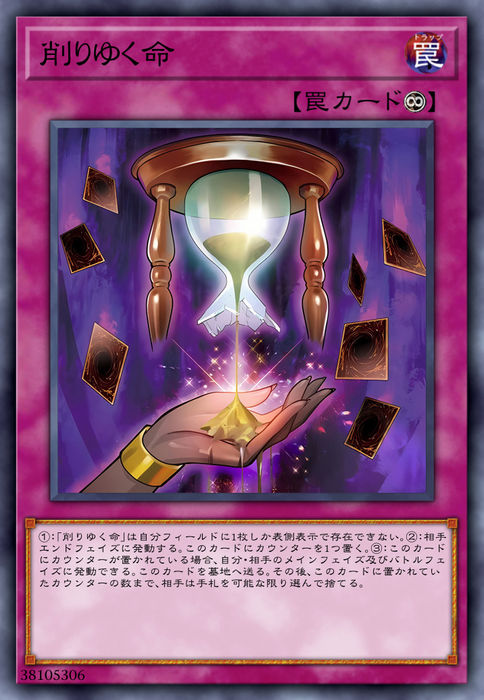 削りゆく命
トラップ
罠
【罠カード】
①：「削りゆく命」は自分フィールドに1枚しか表側表示で存在できない。②：相手
エンドフェイズに発動する。このカードにカウンターを1つ置く。③：このカード
にカウンターが置かれている場合、自分・相手のメインフェイズ及びバトルフェ
イズに発動できる。このカードを墓地へ送る。その後、このカードに置かれてい
たカウンターの数まで、相手は手札を可能な限り選んで捨てる。
38105306